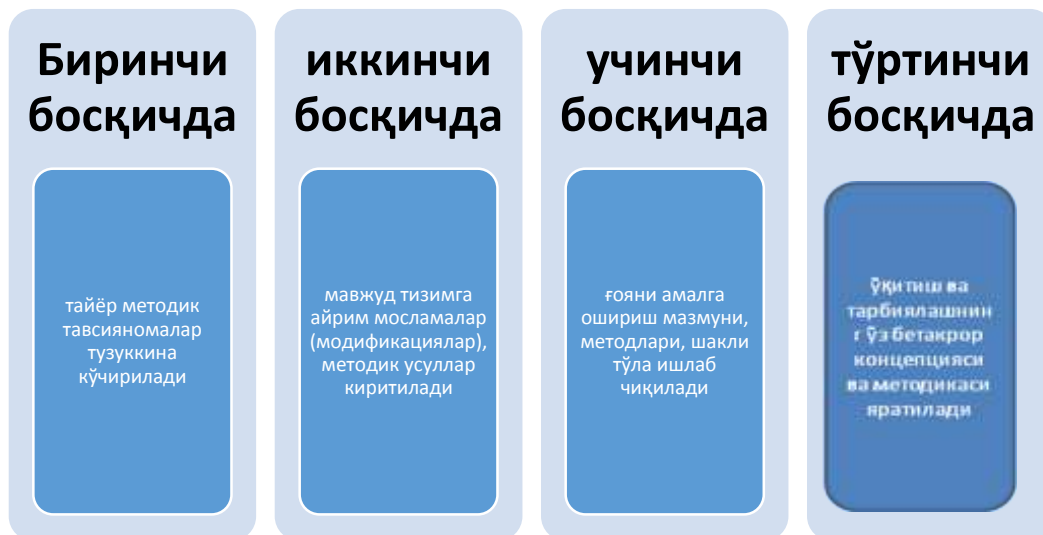 Биринчи
босқичда
тайёр методик
тавсияномалар
тузуккина
кўчирилади
иккинчи
босқичда
мавжуд тизимга
айрим мосламалар
(модификациялар),
методик усуллар
киритилади
учинчи
босқичда
ғояни амалга
ошириш мазмуни,
методлари, шакли
тўла ишлаб
чиқилади
тўртинчи
босқичда
ўқитиш ва
тарбиялашнин
г ўз бетакрор
концепцияси
ва методикаси
яратилади